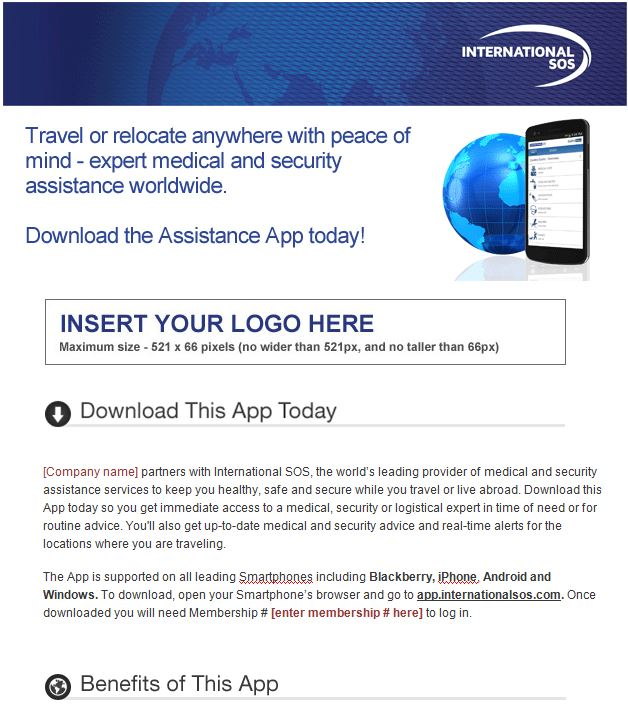 INTERNATIONAL
SOS
Travel or relocate anywhere with peace of
mind - expert medical and security
assistance worldwide.
Download the Assistance App today!
INSERT YOUR LOGO HERE
Maximum size - 521 x 66 pixels (no wider than 521px, and no taller than 66px)
Download This App Today
[Company name] partners with International SOS, the world's leading provider of medical and security
assistance services to keep you healthy, safe and secure while you travel or live abroad. Download this
App today so you get immediate access to a medical, security or logistical expert in time of need or for
routine advice. You'll also get up-to-date medical and security advice and real-time alerts for the
locations where you are traveling.
The App is supported on all leading Smartphones including Blackberry, iPhone, Android and
Windows. To download, open your Smartphone's browser and go to app.internationalsos.com. Once
downloaded you will need Membership # [enter membership # here] to log in.
Benefits of This App